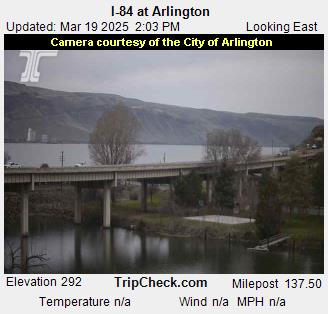 I-84 at Arlington
Updated: Mar 19 2025 2:03 PM Looking East
Camera courtesy of the City of Arlington
Elevation 292 TripCheck.com Milepost 137.50
Temperature n/a Wind n/a MPH n/a